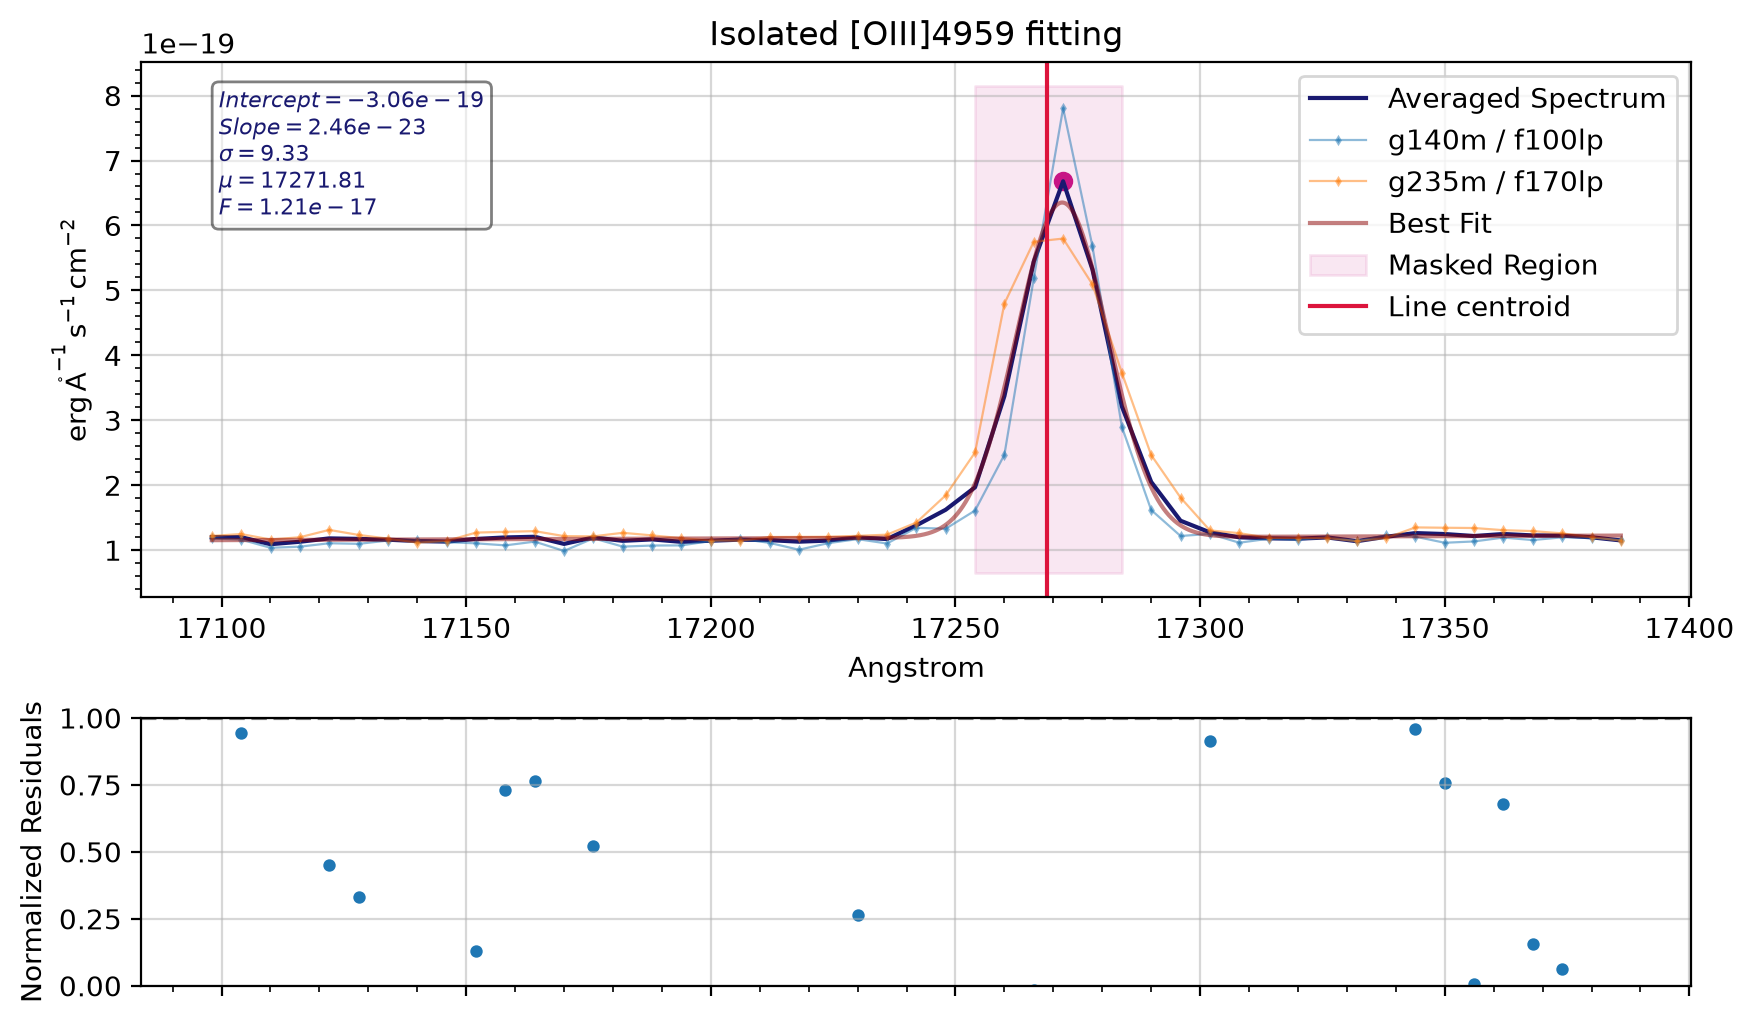 Isolated [OIII]4959 fitting
1e−19
Intercept = −3.06e − 19
Slope = 2.46e − 23
σ = 9.33
μ = 17271.81
F = 1.21e − 17
Averaged Spectrum
g140m / f100lp
g235m / f170lp
Best Fit
Masked Region
Line centroid
8
7
6
5
4
3
2
1
erg Å⁻¹ s⁻¹ cm⁻²
17100 17150 17200 17250 17300 17350 17400
Angstrom
1.00
0.75
0.50
0.25
0.00
Normalized Residuals